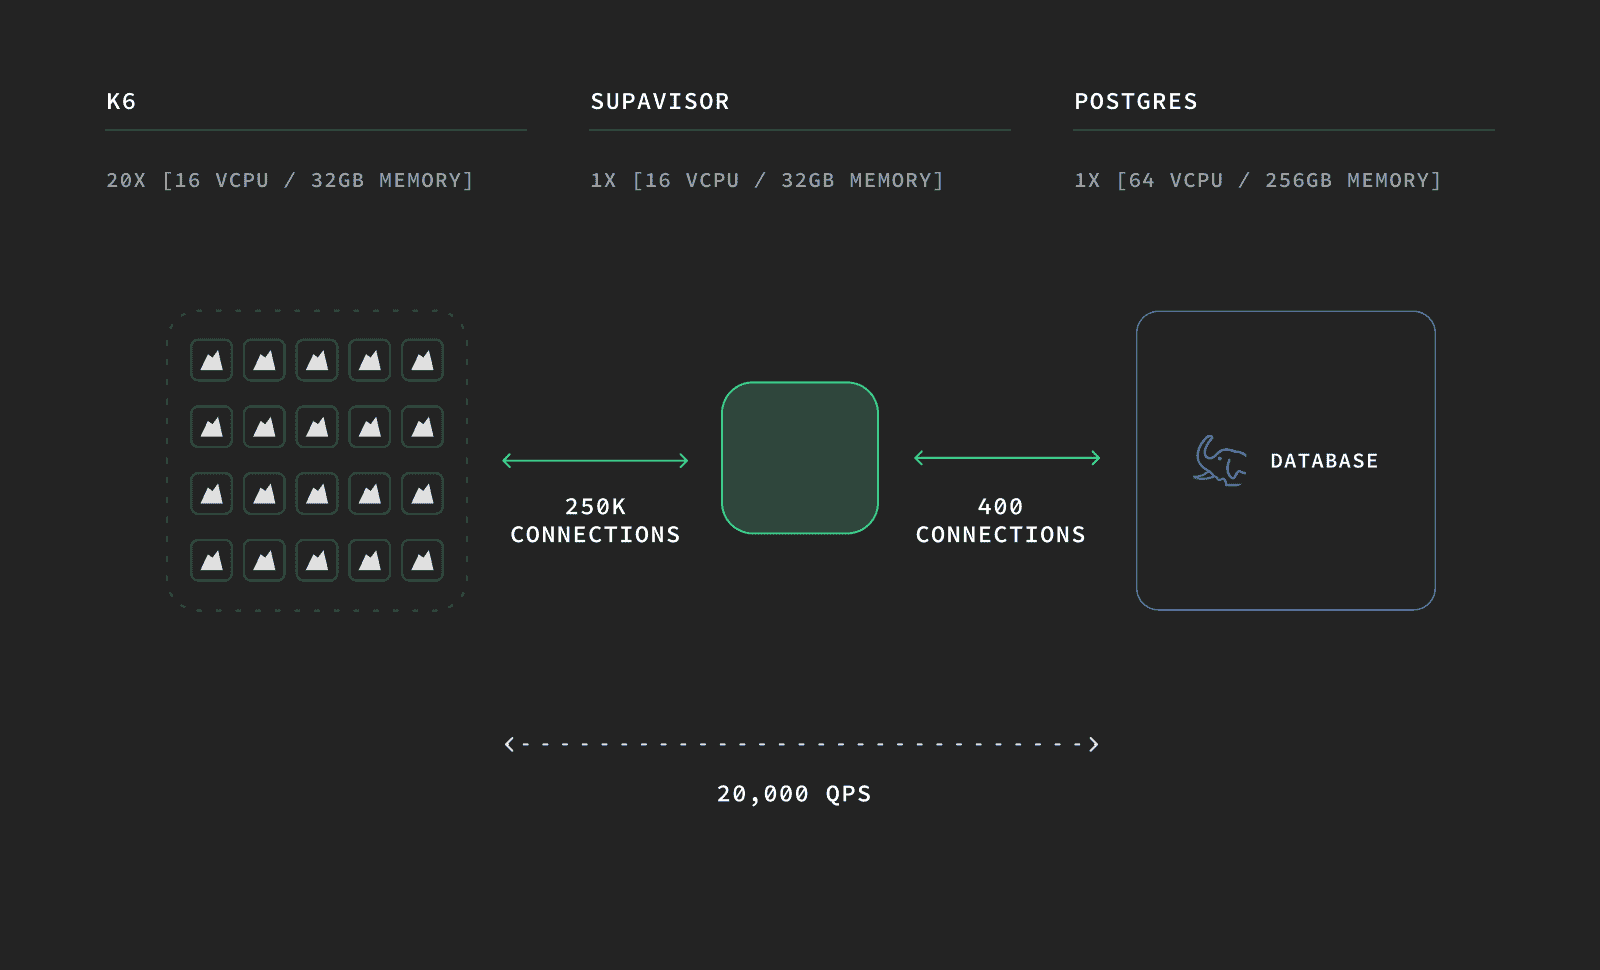 K6
20X [16 VCPU / 32GB MEMORY]
SUPAVISOR
1X [16 VCPU / 32GB MEMORY]
POSTGRES
1X [64 VCPU / 256GB MEMORY]
250K
CONNECTIONS
400
CONNECTIONS
DATABASE
20,000 QPS